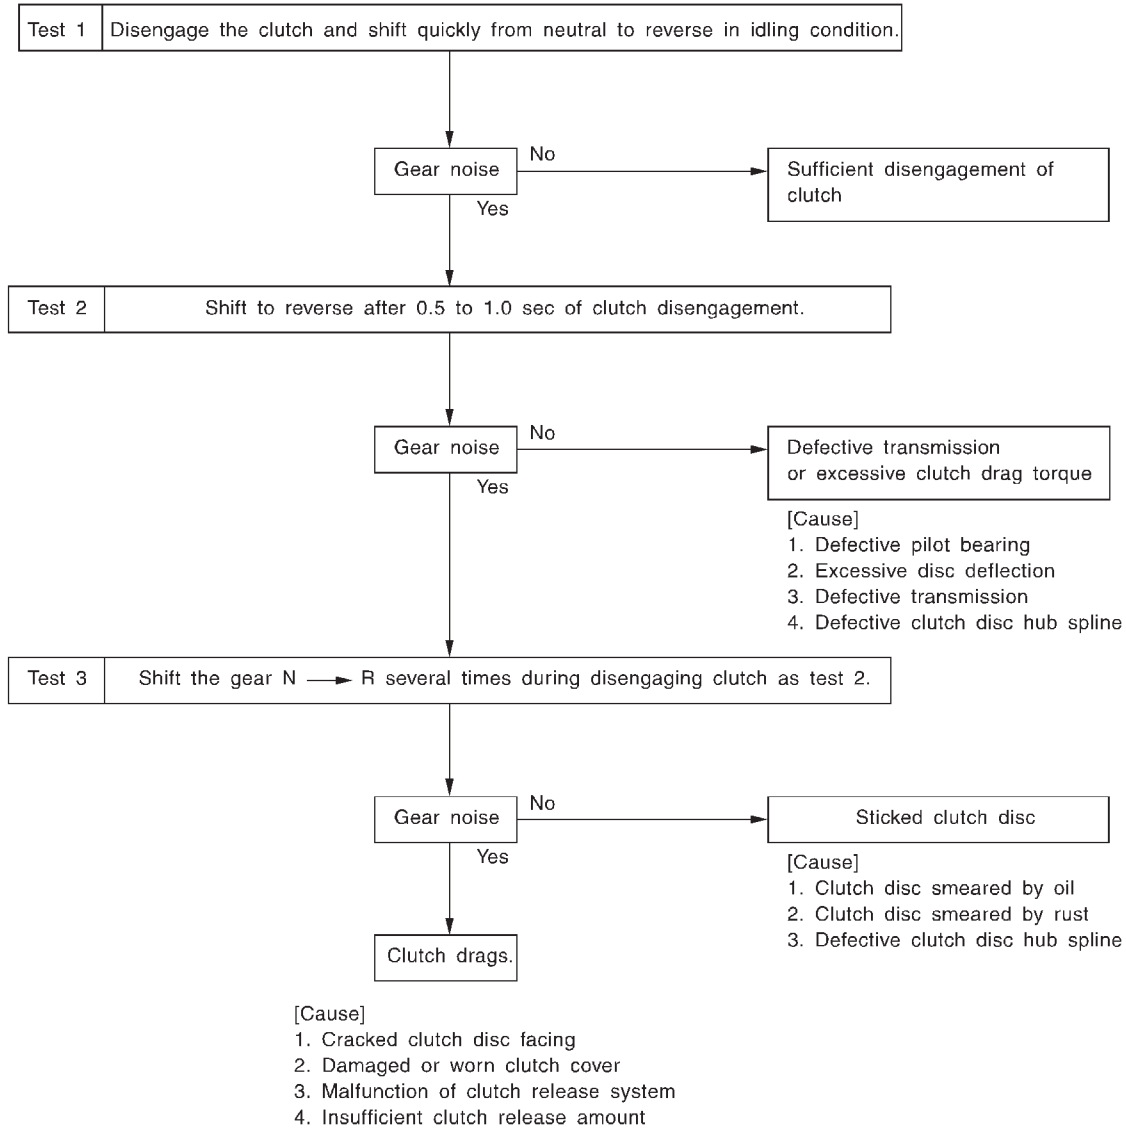 Test 1 Disengage the clutch and shift quickly from neutral to reverse in idling condition.
Gear noise
No
Sufficient disengagement of
clutch
Yes
Test 2 Shift to reverse after 0.5 to 1.0 sec of clutch disengagement.
Gear noise
No
Defective transmission
or excessive clutch drag torque
Yes
[Cause]
1. Defective pilot bearing
2. Excessive disc deflection
3. Defective transmission
4. Defective clutch disc hub spline
Test 3 Shift the gear N → R several times during disengaging clutch as test 2.
Gear noise
No
Sticked clutch disc
Yes
[Cause]
1. Clutch disc smeared by oil
2. Clutch disc smeared by rust
3. Defective clutch disc hub spline
Clutch drags.
[Cause]
1. Cracked clutch disc facing
2. Damaged or worn clutch cover
3. Malfunction of clutch release system
4. Insufficient clutch release amount